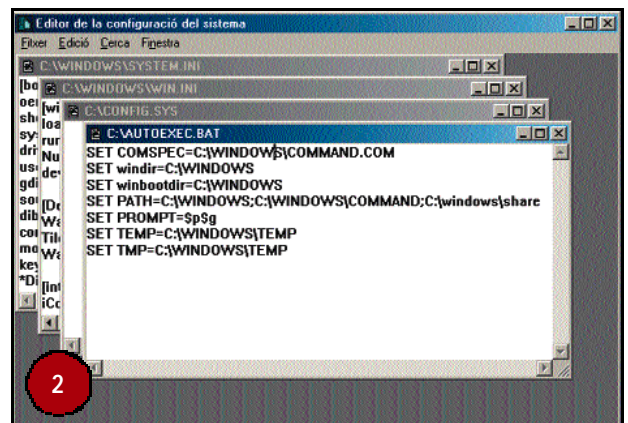 Editor de la configuració del sistema
Fitxer Edició Cerca Finestra
C:\WINDOWS\SYSTEM.INI
C:\WINDOWS\WIN.INI
C:\CONFIG.SYS
C:\AUTOEXEC.BAT
SET COMSPEC=C:\WINDOWS\COMMAND.COM
SET windir=C:\WINDOWS
SET winbootdir=C:\WINDOWS
SET PATH=C:\WINDOWS;C:\WINDOWS\COMMAND;C:\windows\share
SET PROMPT=$p$g
SET TEMP=C:\WINDOWS\TEMP
SET TMP=C:\WINDOWS\TEMP
2